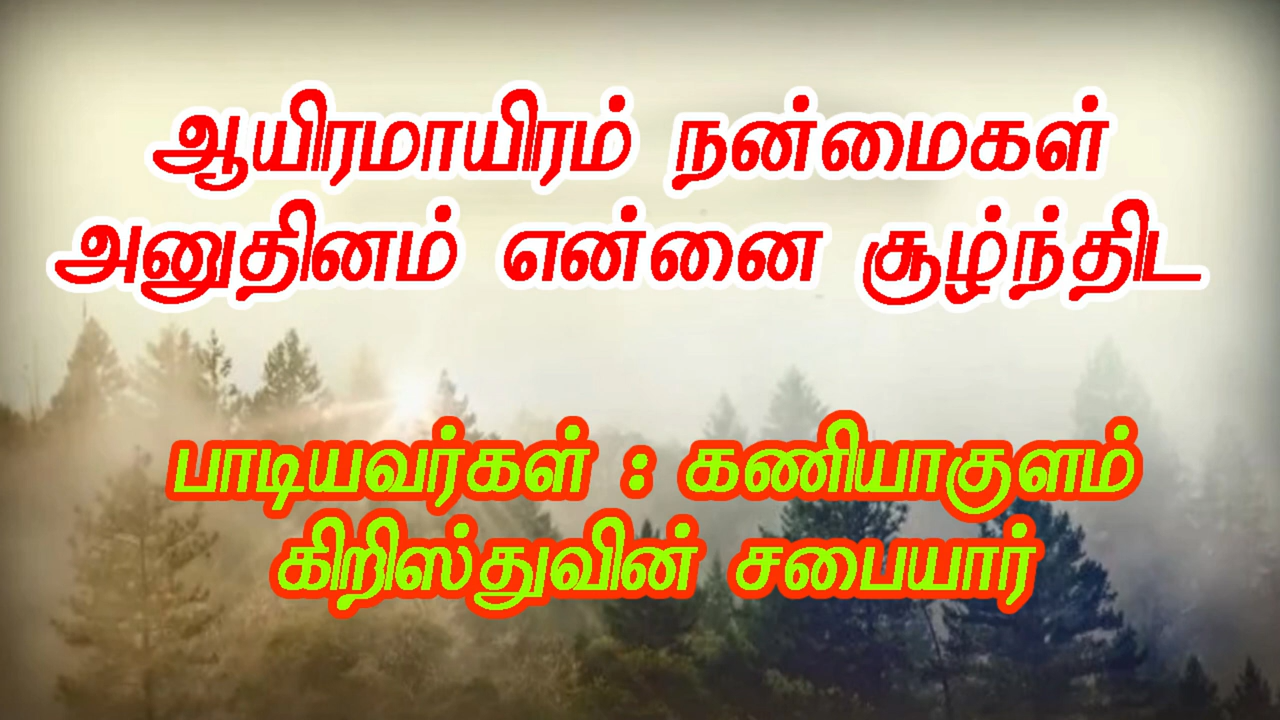 ஆயிரமாயிரம் நன்மைகள்
அனுதினம் என்னை சூழ்ந்திட
பாடியவர்கள் : கணியாகுளம்
கிறிஸ்துவின் சபையார்